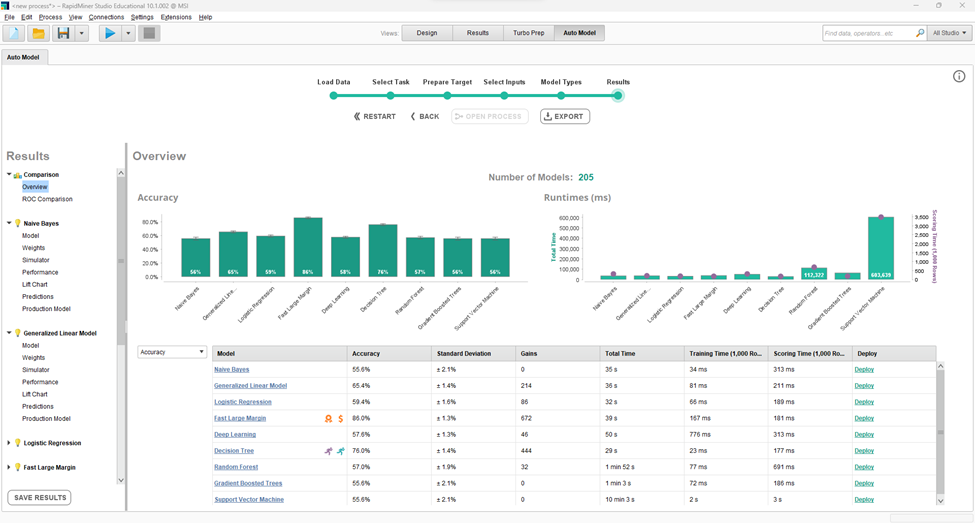 <new process*> – RapidMiner Studio Educational 10.1.002 @ MSI
File Edit Process View Connections Settings Extensions Help
Views: Design Results Turbo Prep Auto Model
Find data, operators...etc All Studio
Auto Model
Load Data Select Task Prepare Target Select Inputs Model Types Results
RESTART BACK OPEN PROCESS EXPORT
Results
Comparison
Overview
ROC Comparison
Naive Bayes
Model
Weights
Simulator
Performance
Lift Chart
Predictions
Production Model
Generalized Linear Model
Model
Weights
Simulator
Performance
Lift Chart
Predictions
Production Model
Logistic Regression
Fast Large Margin
SAVE RESULTS
Overview
Number of Models: 205
Accuracy
80.0%
60.0%
40.0%
20.0%
0.0%
56% 65% 59% 86% 58% 76% 57% 56% 56%
Naive Bayes
Generalized Line...
Logistic Regression
Fast Large Margin
Deep Learning
Decision Tree
Random Forest
Gradient Boosted Trees
Support Vector Machine
Runtimes (ms)
Total Time
600,000
500,000
400,000
300,000
200,000
100,000
0
117,322 603,639
3,500
3,000
2,500
2,000
1,500
1,000
500
0
Scoring Time (1,000 Rows)
Naive Bayes
Generalized Line...
Logistic Regression
Fast Large Margin
Deep Learning
Decision Tree
Random Forest
Gradient Boosted Trees
Support Vector Machine
Accuracy
Model Accuracy Standard Deviation Gains Total Time Training Time (1,000 Ro... Scoring Time (1,000 Ro... Deploy
Naive Bayes 55.6% ± 2.1% 0 35 s 34 ms 313 ms Deploy
Generalized Linear Model 65.4% ± 1.4% 214 36 s 81 ms 211 ms Deploy
Logistic Regression 59.4% ± 1.6% 86 32 s 66 ms 189 ms Deploy
Fast Large Margin $ 86.0% ± 1.3% 672 39 s 167 ms 181 ms Deploy
Deep Learning 57.6% ± 1.3% 46 50 s 776 ms 313 ms Deploy
Decision Tree 76.0% ± 1.4% 444 29 s 23 ms 177 ms Deploy
Random Forest 57.0% ± 1.9% 32 1 min 52 s 77 ms 691 ms Deploy
Gradient Boosted Trees 55.6% ± 2.1% 0 1 min 3 s 72 ms 186 ms Deploy
Support Vector Machine 55.6% ± 2.1% 0 10 min 3 s 2 s 3 s Deploy